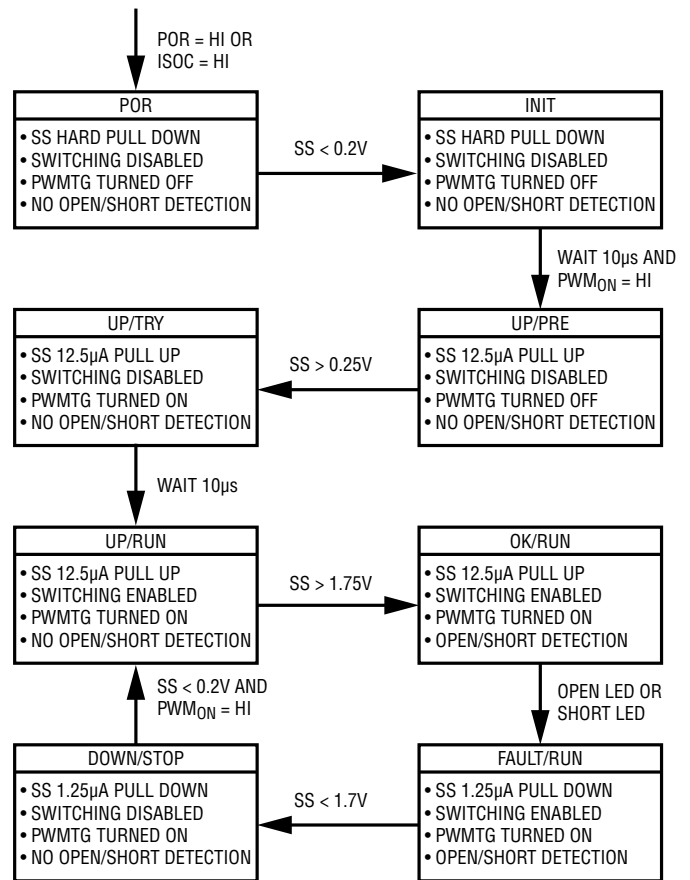 POR = HI OR
ISOC = HI
POR
• SS HARD PULL DOWN
• SWITCHING DISABLED
• PWMTG TURNED OFF
• NO OPEN/SHORT DETECTION
SS < 0.2V
INIT
• SS HARD PULL DOWN
• SWITCHING DISABLED
• PWMTG TURNED OFF
• NO OPEN/SHORT DETECTION
WAIT 10µs AND
PWMON = HI
UP/PRE
• SS 12.5µA PULL UP
• SWITCHING DISABLED
• PWMTG TURNED OFF
• NO OPEN/SHORT DETECTION
SS > 0.25V
UP/TRY
• SS 12.5µA PULL UP
• SWITCHING DISABLED
• PWMTG TURNED ON
• NO OPEN/SHORT DETECTION
WAIT 10µs
UP/RUN
• SS 12.5µA PULL UP
• SWITCHING ENABLED
• PWMTG TURNED ON
• NO OPEN/SHORT DETECTION
SS > 1.75V
OK/RUN
• SS 12.5µA PULL UP
• SWITCHING ENABLED
• PWMTG TURNED ON
• OPEN/SHORT DETECTION
OPEN LED OR
SHORT LED
FAULT/RUN
• SS 1.25µA PULL DOWN
• SWITCHING ENABLED
• PWMTG TURNED ON
• OPEN/SHORT DETECTION
SS < 1.7V
DOWN/STOP
• SS 1.25µA PULL DOWN
• SWITCHING DISABLED
• PWMTG TURNED ON
• NO OPEN/SHORT DETECTION
SS < 0.2V AND
PWMON = HI